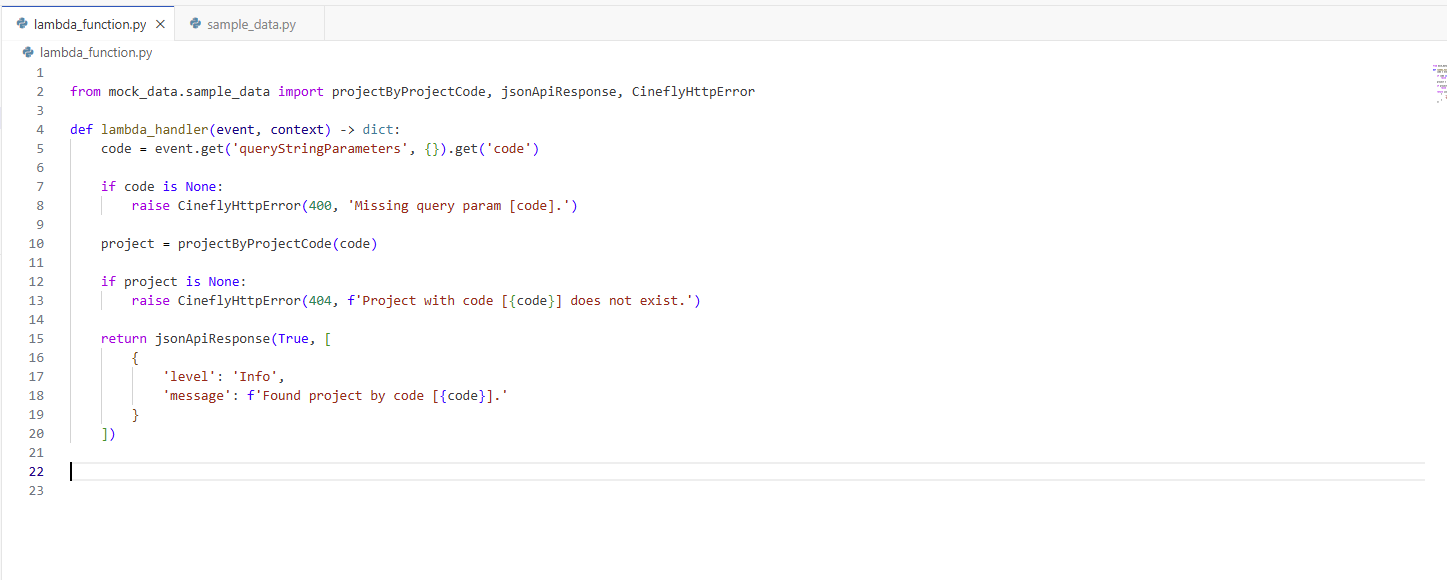 lambda_function.py × sample_data.py
lambda_function.py
1
2 from mock_data.sample_data import projectByProjectCode, jsonApiResponse, CineflyHttpError
3
4 def lambda_handler(event, context) -> dict:
5     code = event.get('queryStringParameters', {}).get('code')
6
7     if code is None:
8         raise CineflyHttpError(400, 'Missing query param [code].')
9
10     project = projectByProjectCode(code)
11
12     if project is None:
13         raise CineflyHttpError(404, f'Project with code [{code}] does not exist.')
14
15     return jsonApiResponse(True, [
16         {
17             'level': 'Info',
18             'message': f'Found project by code [{code}].'
19         }
20     ])
21
22
23